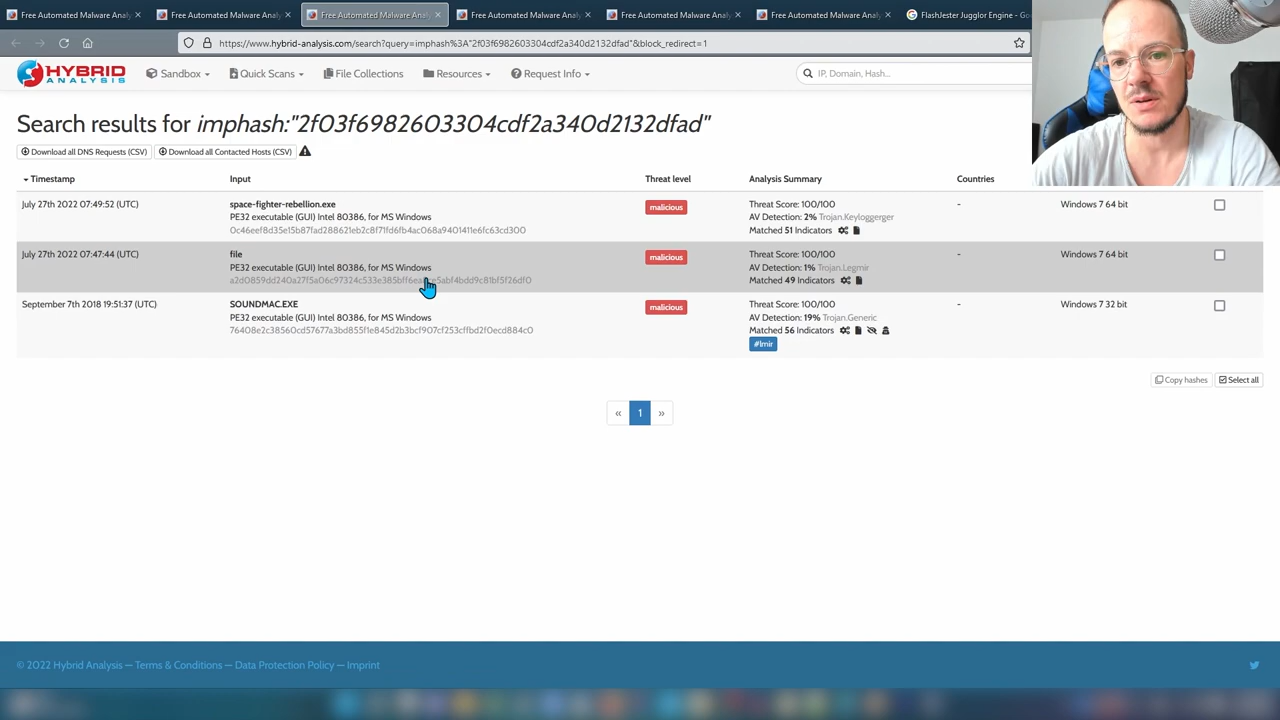 Free Automated Malware Analy
Free Automated Malware Analy
Free Automated Malware Analy
Free Automated Malware Analy
Free Automated Malware Analy
Free Automated Malware Analy
FlashJester Jugglor Engine - Go
https://www.hybrid-analysis.com/search?query=imphash%3A"2f03f6982603304cdf2a340d2132dfad"&block_redirect=1
HYBRID
ANALYSIS
Sandbox
Quick Scans
File Collections
Resources
Request Info
IP, Domain, Hash...
Search results for imphash:"2f03f6982603304cdf2a340d2132dfad"
Download all DNS Requests (CSV)
Download all Contacted Hosts (CSV)
Timestamp
Input
Threat level
Analysis Summary
Countries
July 27th 2022 07:49:52 (UTC)
space-fighter-rebellion.exe
PE32 executable (GUI) Intel 80386, for MS Windows
0c46eef8d35e15b87fad288621eb2c8f71fd6fb4ac068a9401411e6fc63cd300
malicious
Threat Score: 100/100
AV Detection: 2% Trojan.Keyloggerger
Matched 51 Indicators
-
Windows 7 64 bit
July 27th 2022 07:47:44 (UTC)
file
PE32 executable (GUI) Intel 80386, for MS Windows
malicious
Threat Score: 100/100
AV Detection: 1% Trojan.Legmir
Matched 49 Indicators
-
Windows 7 64 bit
September 7th 2018 19:51:37 (UTC)
SOUNDMAC.EXE
PE32 executable (GUI) Intel 80386, for MS Windows
76408e2c38560cd57677a3bd855f1e845d2b3bcf907cf253cffbd2f0ecd884c0
malicious
Threat Score: 100/100
AV Detection: 19% Trojan.Generic
Matched 56 Indicators
#lmir
-
Windows 7 32 bit
Copy hashes
Select all
« 1 »
© 2022 Hybrid Analysis — Terms & Conditions — Data Protection Policy — Imprint